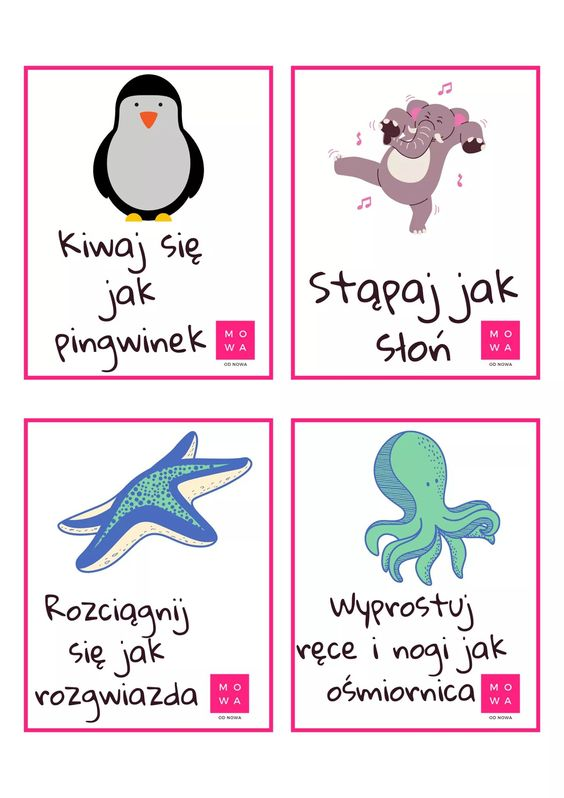 Kiwaj się
jak
pingwinek
MO
WA
OD NOWA
Stąpaj jak
słoń
MO
WA
OD NOWA
Rozciągnij
się jak
rozgwiazda
MO
WA
OD NOWA
Wyprostuj
ręce i nogi jak
ośmiornica
MO
WA
OD NOWA